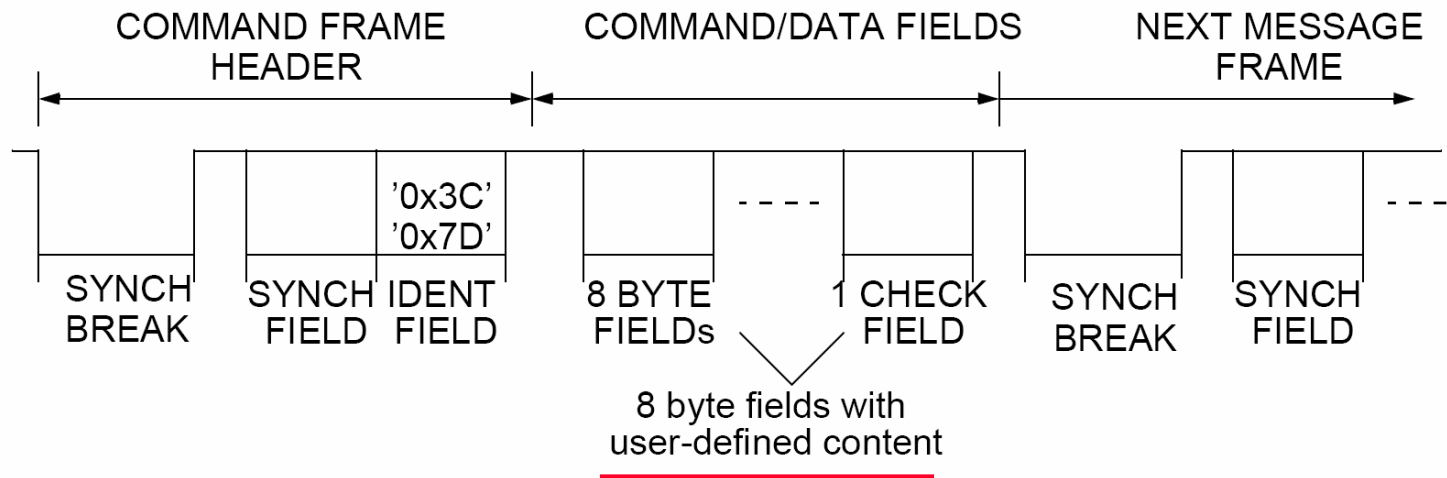 COMMAND FRAME
HEADER
COMMAND/DATA FIELDS
NEXT MESSAGE
FRAME
’0x3C’
’0x7D’
SYNCH
BREAK
SYNCH
FIELD
IDENT
FIELD
8 BYTE
FIELDs
1 CHECK
FIELD
SYNCH
BREAK
SYNCH
FIELD
8 byte fields with
user-defined content